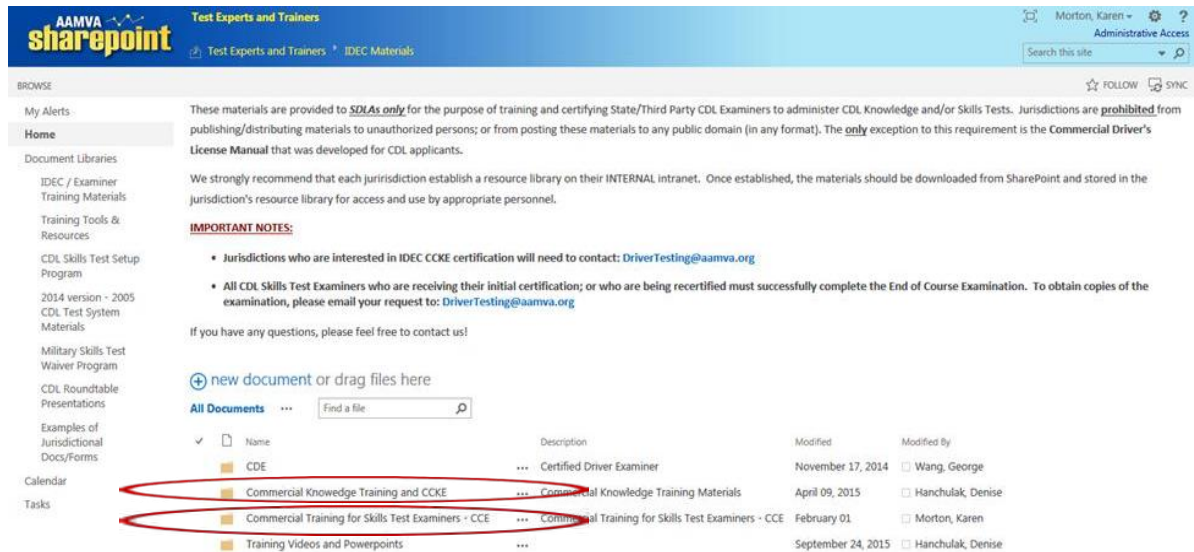 AAMVA
sharepoint
Test Experts and Trainers
Test Experts and Trainers IDEC Materials
Morton, Karen ?
Administrative Access
Search this site
BROWSE
FOLLOW SYNC
My Alerts
Home
Document Libraries
IDEC / Examiner
Training Materials
Training Tools &
Resources
CDL Skills Test Setup
Program
2014 version - 2005
CDL Test System
Materials
Military Skills Test
Waiver Program
CDL Roundtable
Presentations
Examples of
Jurisdictional
Docs/Forms
Calendar
Tasks
These materials are provided to SDLAs only for the purpose of training and certifying State/Third Party CDL Examiners to administer CDL Knowledge and/or Skills Tests. Jurisdictions are prohibited from
publishing/distributing materials to unauthorized persons; or from posting these materials to any public domain (in any format). The only exception to this requirement is the Commercial Driver's
License Manual that was developed for CDL applicants.
We strongly recommend that each juririsdiction establish a resource library on their INTERNAL intranet. Once established, the materials should be downloaded from SharePoint and stored in the
jurisdiction's resource library for access and use by appropriate personnel.
IMPORTANT NOTES:
• Jurisdictions who are interested in IDEC CCKE certification will need to contact: DriverTesting@aamva.org
• All CDL Skills Test Examiners who are receiving their initial certification; or who are being recertified must successfully complete the End of Course Examination. To obtain copies of the
examination, please email your request to: DriverTesting@aamva.org
If you have any questions, please feel free to contact us!
new document or drag files here
All Documents ... Find a file
Name Description Modified Modified By
CDE ... Certified Driver Examiner November 17, 2014 Wang, George
Commercial Knowedge Training and CCKE ... Commercial Knowledge Training Materials April 09, 2015 Hanchulak, Denise
Commercial Training for Skills Test Examiners - CCE ... Commercial Training for Skills Test Examiners - CCE February 01 Morton, Karen
Training Videos and Powerpoints ... September 24, 2015 Hanchulak, Denise